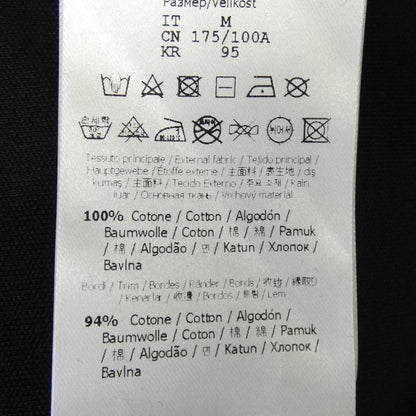 Размер/Velikost
IT M
CN 175/100A
KR 95
Tessuto principale / External fabric / Tejido principal /
Hauptgewebe / Étoffe externe / 主面料 / 表生地 / dış
kumaş / 主面料 / Tecido Externo / 주요 소재 / Kain
luar / Основная ткань / Vrchový materiál
100% Cotone / Cotton / Algodón /
Baumwolle / Coton / 棉 / 綿 / Pamuk
/ 棉 / Algodão / 면 / Katun / Хлопок /
Bavlna
Bordi / Trim / Bordes / Ränder / Bords / 收边 / 縁取り
/ Kenarlar / 收邊 / Bordos / / Lem
94% Cotone / Cotton / Algodón /
Baumwolle / Coton / 棉 / 綿 / Pamuk
/ 棉 / Algodão / 면 / Katun / Хлопок /
Bavlna